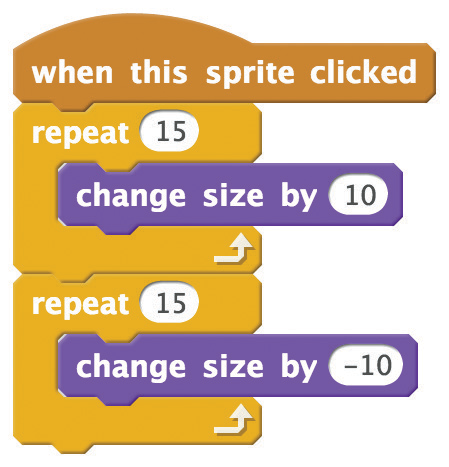 when this sprite clicked
repeat 15
change size by 10
repeat 15
change size by -10